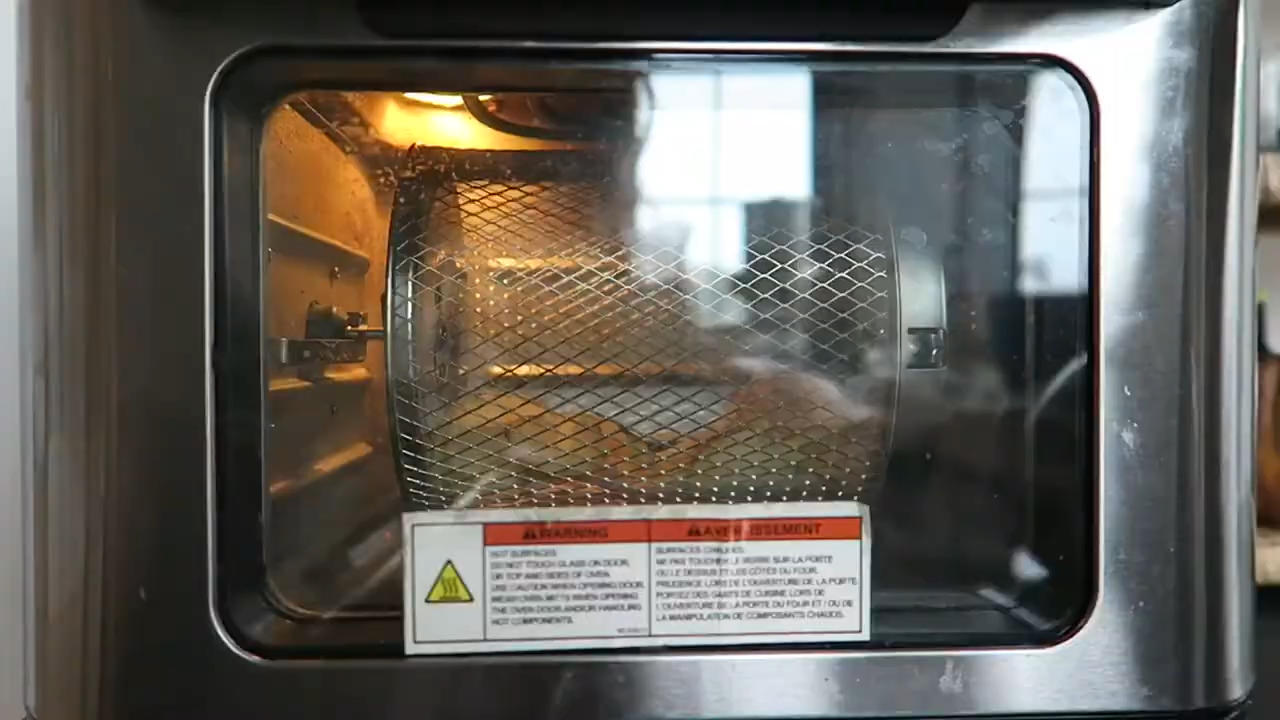 WARNING
HOT SURFACES
DO NOT TOUCH GLASS ON DOOR,
OR TOP AND SIDES OF OVEN.
USE CAUTION WHEN OPENING DOOR.
WEAR OVEN MITTS WHEN OPENING
THE OVEN DOOR AND/OR HANDLING
HOT COMPONENTS.
AVERTISSEMENT
SURFACES CHAUDES.
NE PAS TOUCHER LE VERRE SUR LA PORTE
OU LE DESSUS ET LES CÔTÉS DU FOUR.
PRUDENCE LORS DE L'OUVERTURE DE LA PORTE.
PORTEZ DES GANTS DE CUISINE LORS DE
L'OUVERTURE DE LA PORTE DU FOUR ET / OU DE
LA MANIPULATION DE COMPOSANTS CHAUDS.